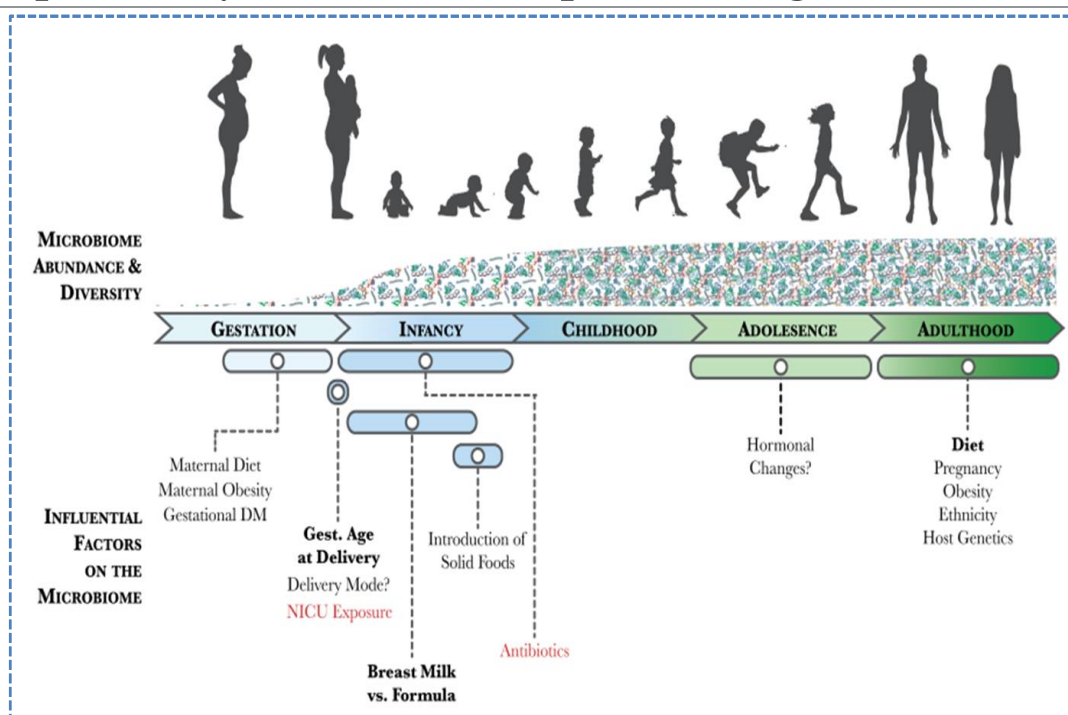 MICROBIOME
ABUNDANCE &
DIVERSITY
GESTATION
INFANCY
CHILDHOOD
ADOLESENCE
ADULTHOOD
INFLUENTIAL
FACTORS
ON THE
MICROBIOME
Maternal Diet
Maternal Obesity
Gestational DM
Gest. Age
at Delivery
Delivery Mode?
NICU Exposure
Breast Milk
vs. Formula
Introduction of
Solid Foods
Antibiotics
Hormonal
Changes?
Diet
Pregnancy
Obesity
Ethnicity
Host Genetics